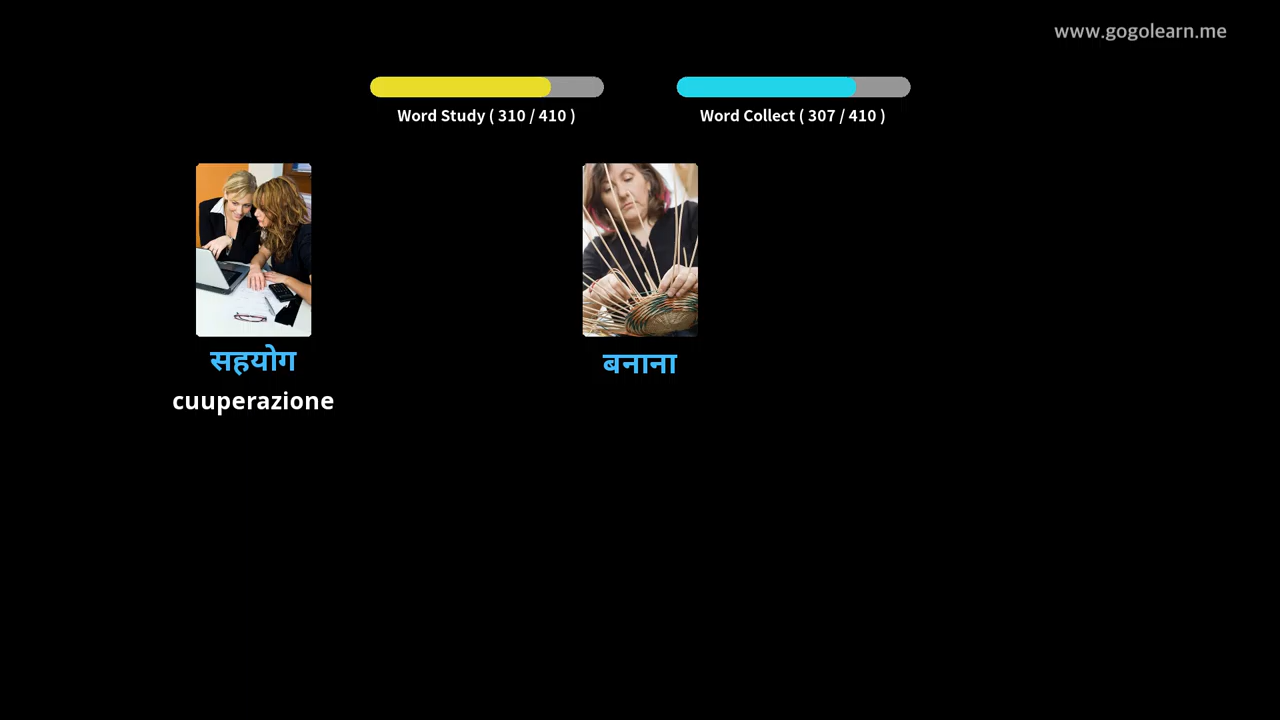 www.gogolearn.me
Word Study ( 310 / 410 )
Word Collect ( 307 / 410 )
सहयोग
cuuperazione
बनाना